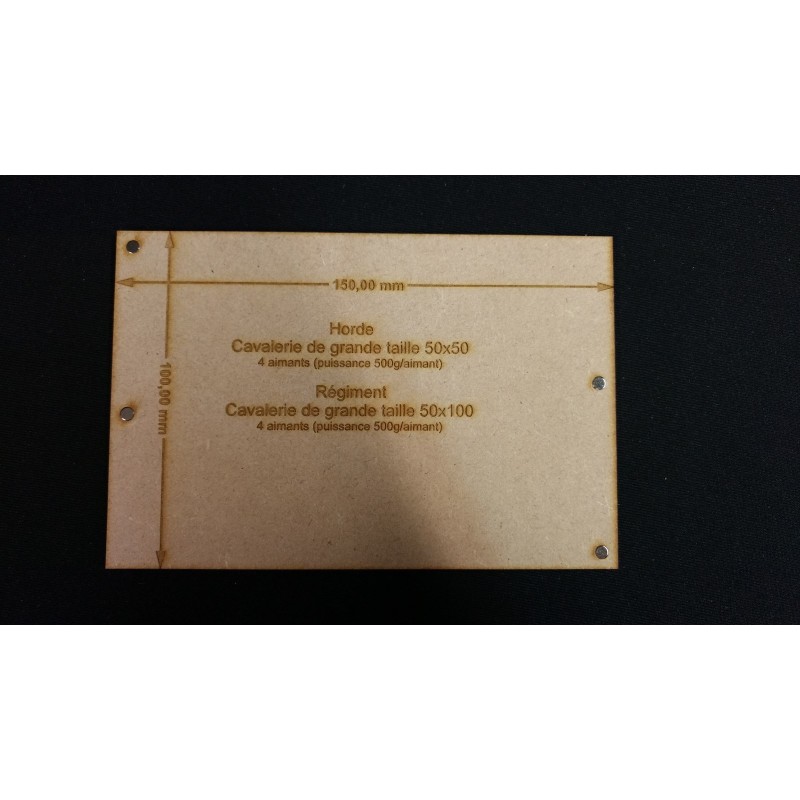 150,00 mm
100,00 mm
Horde
Cavalerie de grande taille 50x50
4 aimants (puissance 500g/aimant)
Régiment
Cavalerie de grande taille 50x100
4 aimants (puissance 500g/aimant)